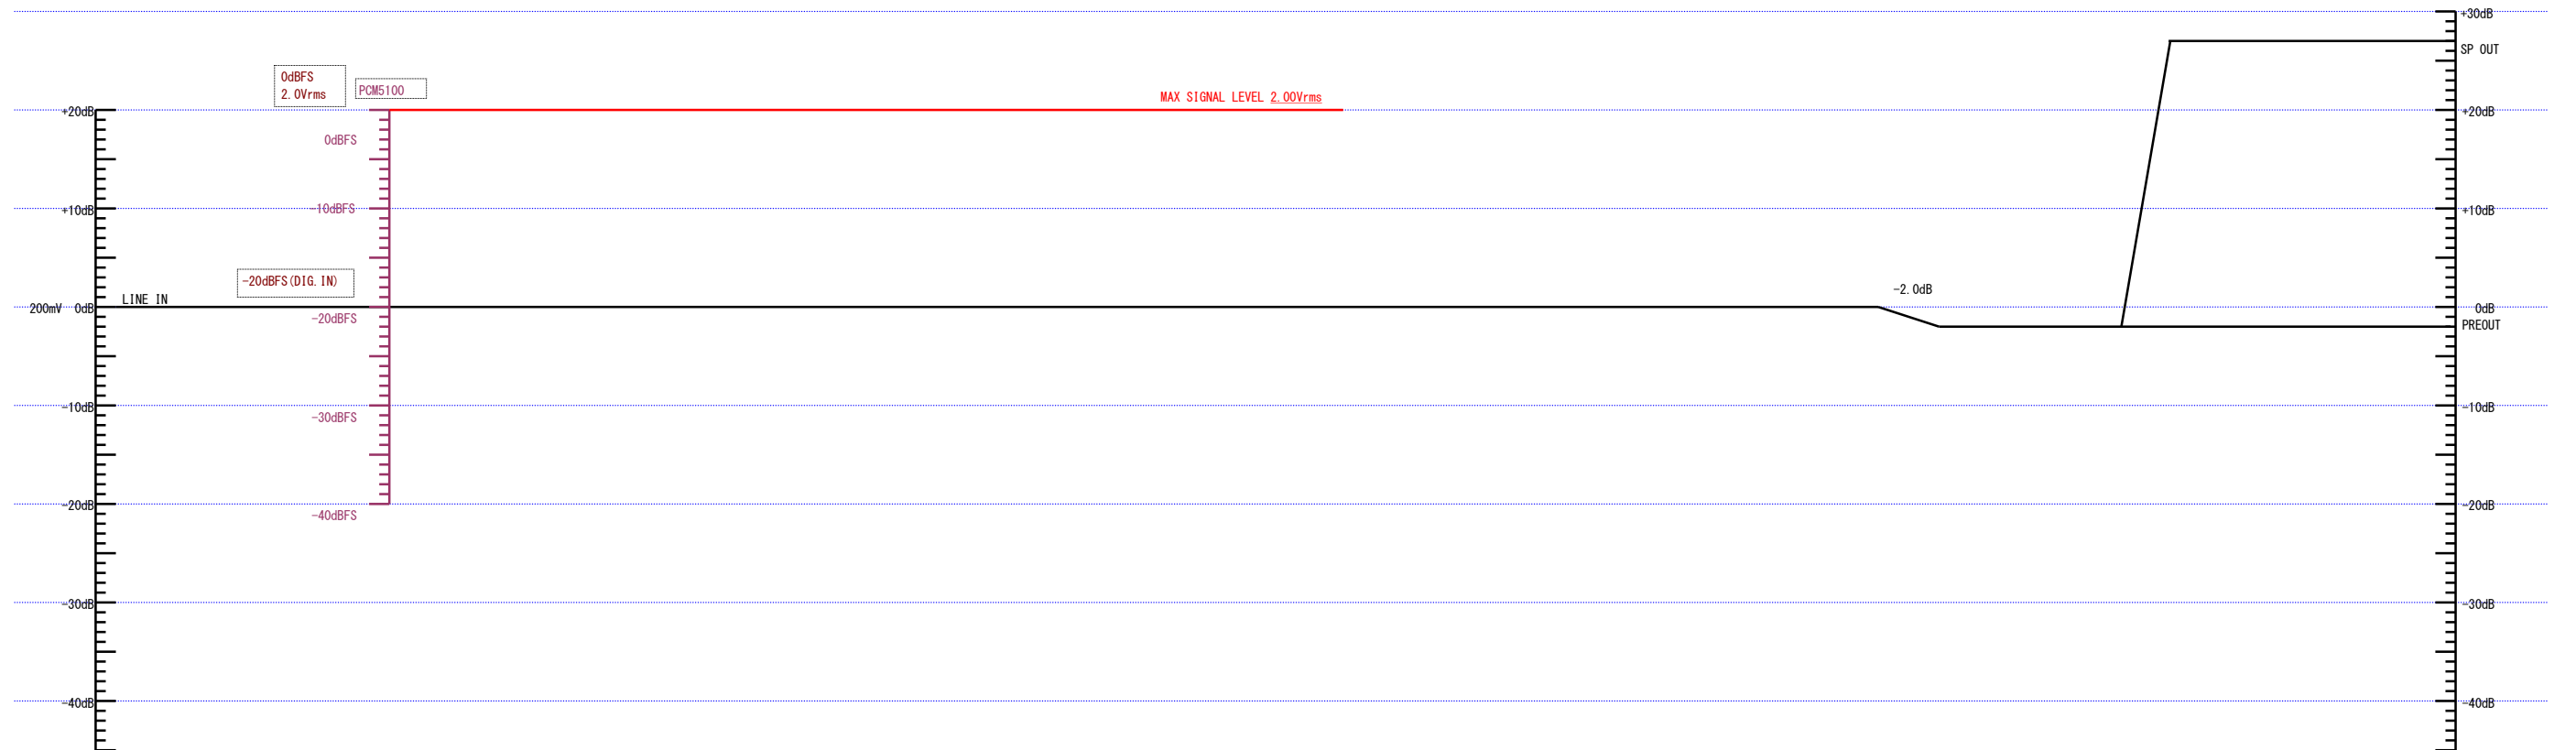 +30dB
SP OUT
0dBFS
2.0Vrms
PCM5100
MAX SIGNAL LEVEL 2.00Vrms
+20dB
+20dB
0dBFS
+10dB
-10dBFS
+10dB
-20dBFS(DIG.IN)
-2.0dB
LINE IN
200mV 0dB
0dB
-20dBFS
PREOUT
-10dB
-10dB
-30dBFS
-20dB
-20dB
-40dBFS
-30dB
-30dB
-40dB
-40dB